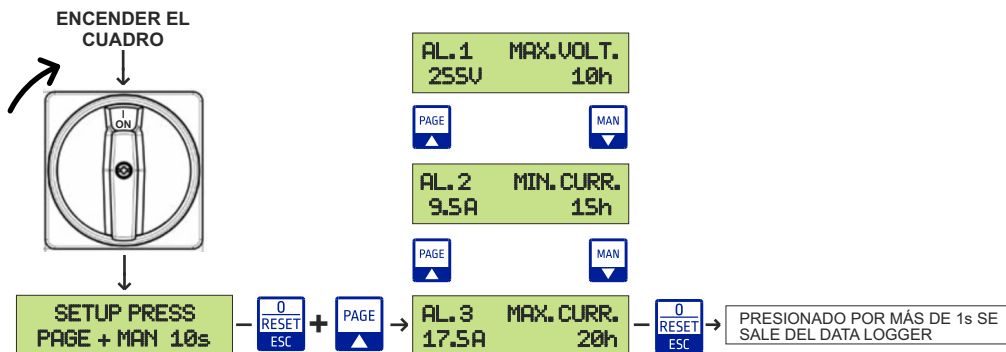 ENCENDER EL
CUADRO
I
ON
SETUP PRESS
PAGE + MAN 10s
0
RESET
ESC
+
PAGE
AL.1 MAX.VOLT.
255V 10h
PAGE
MAN
AL.2 MIN.CURR.
9.5A 15h
PAGE
MAN
AL.3 MAX.CURR.
17.5A 20h
0
RESET
ESC
PRESIONADO POR MÁS DE 1s SE
SALE DEL DATA LOGGER